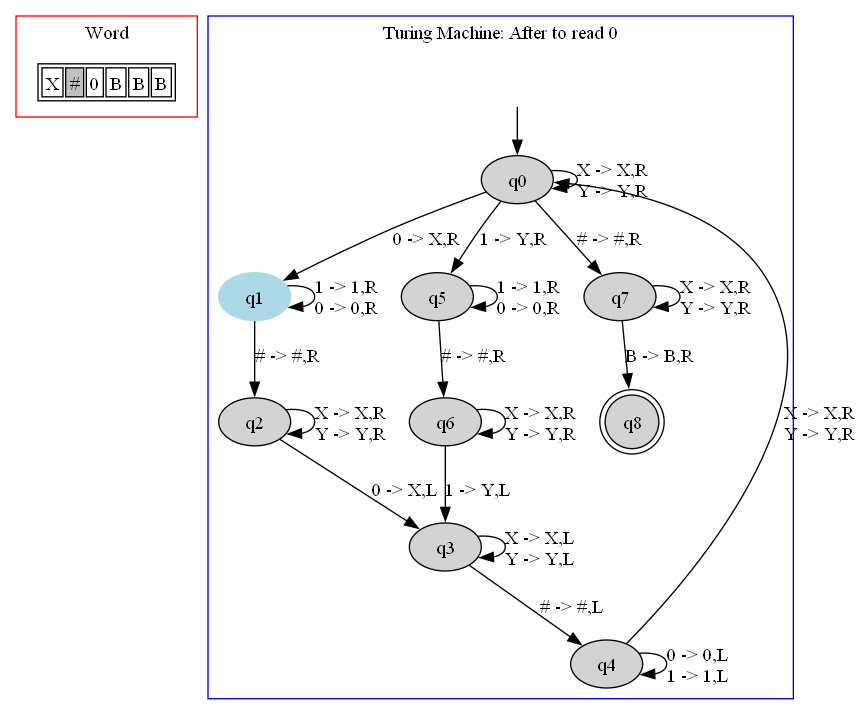 Word
X # 0 B B B
Turing Machine: After to read 0
q0
X -> X,R
Y -> Y,R
0 -> X,R
1 -> Y,R
# -> #,R
q1
1 -> 1,R
0 -> 0,R
q5
1 -> 1,R
0 -> 0,R
q7
X -> X,R
Y -> Y,R
# -> #,R
# -> #,R
B -> B,R
q2
X -> X,R
Y -> Y,R
q6
X -> X,R
Y -> Y,R
q8
X -> X,R
Y -> Y,R
0 -> X,L
1 -> Y,L
q3
X -> X,L
Y -> Y,L
# -> #,L
q4
0 -> 0,L
1 -> 1,L